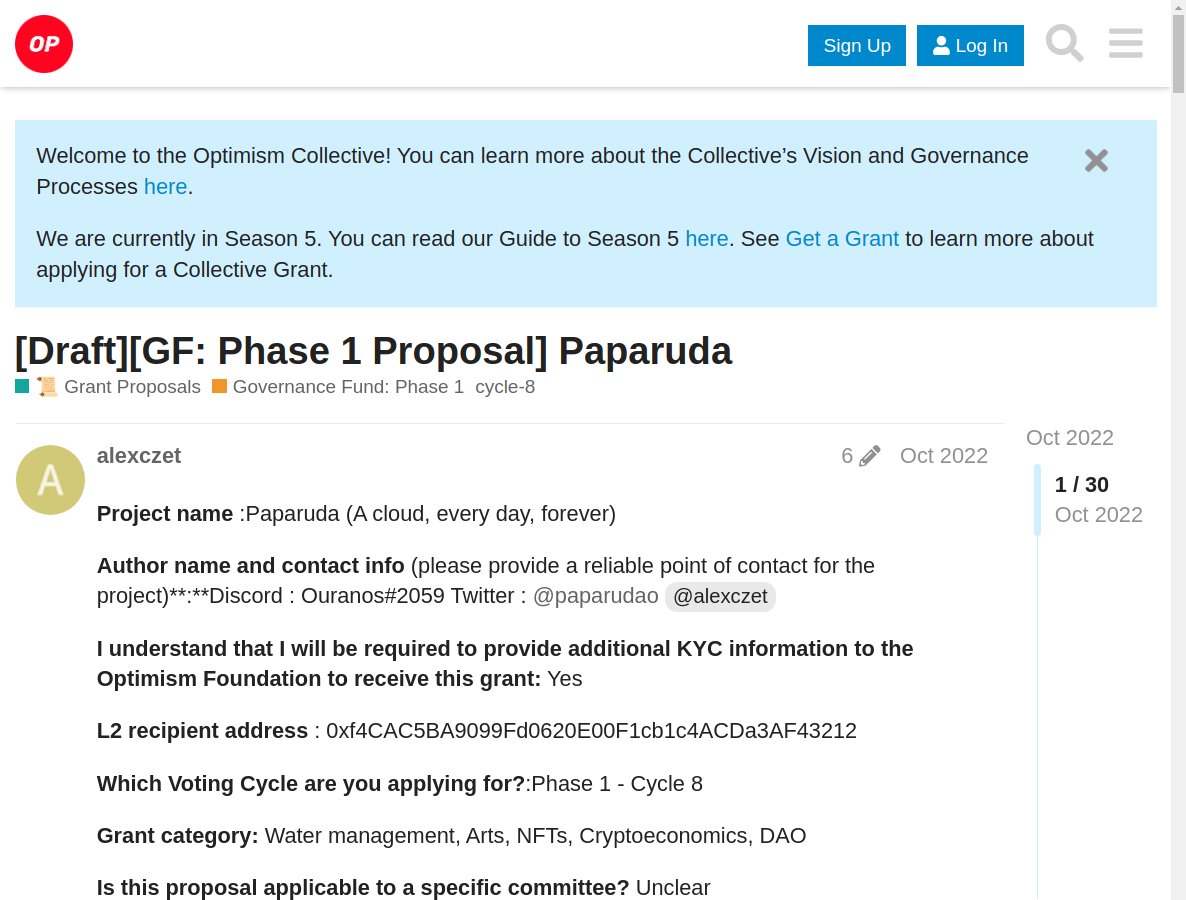 OP
Sign Up
Log In
Welcome to the Optimism Collective! You can learn more about the Collective’s Vision and Governance
Processes here.
We are currently in Season 5. You can read our Guide to Season 5 here. See Get a Grant to learn more about
applying for a Collective Grant.
[Draft][GF: Phase 1 Proposal] Paparuda
📜 Grant Proposals Governance Fund: Phase 1 cycle-8
A
alexczet
6
Oct 2022
Project name :Paparuda (A cloud, every day, forever)
Author name and contact info (please provide a reliable point of contact for the
project)**:**Discord : Ouranos#2059 Twitter : @paparudao @alexczet
I understand that I will be required to provide additional KYC information to the
Optimism Foundation to receive this grant: Yes
L2 recipient address : 0xf4CAC5BA9099Fd0620E00F1cb1c4ACDa3AF43212
Which Voting Cycle are you applying for?:Phase 1 - Cycle 8
Grant category: Water management, Arts, NFTs, Cryptoeconomics, DAO
Is this proposal applicable to a specific committee? Unclear
Oct 2022
1 / 30
Oct 2022